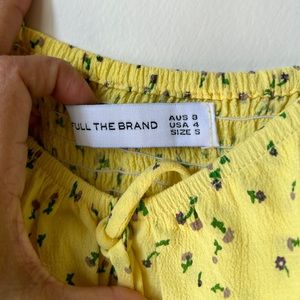 FULL THE BRAND
AUS 8
USA 4
SIZE S